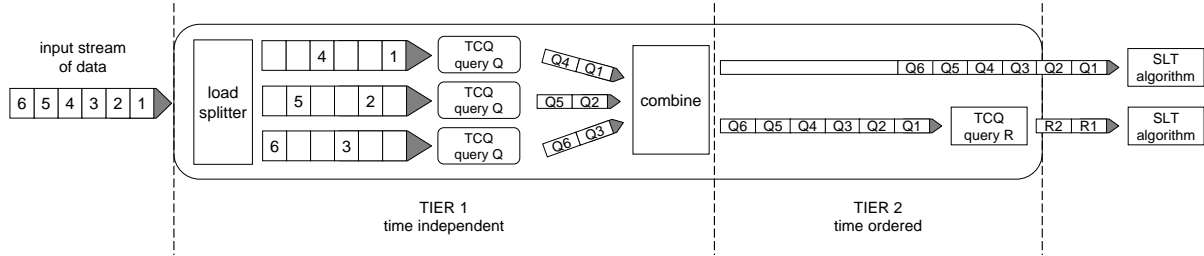 input stream
of data
6 5 4 3 2 1
load
splitter
4 1
5 2
6 3
TCQ
query Q
TCQ
query Q
TCQ
query Q
Q4 Q1
Q5 Q2
Q6 Q3
combine
Q6 Q5 Q4 Q3 Q2 Q1
SLT
algorithm
Q6 Q5 Q4 Q3 Q2 Q1
TCQ
query R
R2 R1
SLT
algorithm
TIER 1
time independent
TIER 2
time ordered